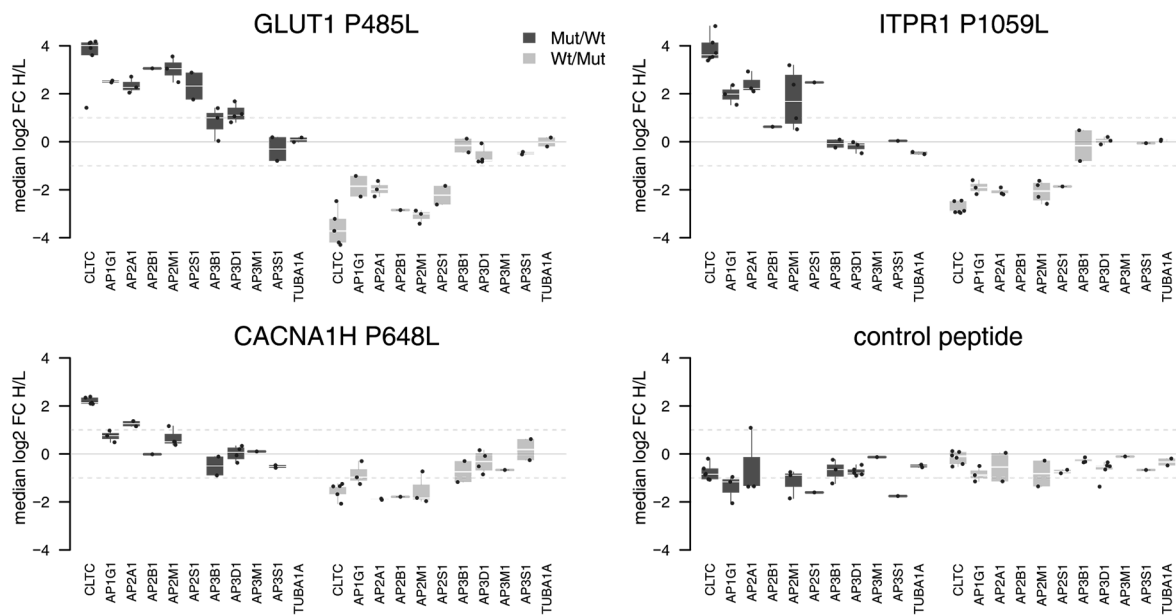 GLUT1 P485L
Mut/Wt
Wt/Mut
median log2 FC H/L
4
2
0
−2
−4
CLTC
AP1G1
AP2A1
AP2B1
AP2M1
AP2S1
AP3B1
AP3D1
AP3M1
AP3S1
TUBA1A
CLTC
AP1G1
AP2A1
AP2B1
AP2M1
AP2S1
AP3B1
AP3D1
AP3M1
AP3S1
TUBA1A
ITPR1 P1059L
median log2 FC H/L
4
2
0
−2
−4
CLTC
AP1G1
AP2A1
AP2B1
AP2M1
AP2S1
AP3B1
AP3D1
AP3M1
AP3S1
TUBA1A
CLTC
AP1G1
AP2A1
AP2B1
AP2M1
AP2S1
AP3B1
AP3D1
AP3M1
AP3S1
TUBA1A
CACNA1H P648L
median log2 FC H/L
4
2
0
−2
−4
CLTC
AP1G1
AP2A1
AP2B1
AP2M1
AP2S1
AP3B1
AP3D1
AP3M1
AP3S1
TUBA1A
CLTC
AP1G1
AP2A1
AP2B1
AP2M1
AP2S1
AP3B1
AP3D1
AP3M1
AP3S1
TUBA1A
control peptide
median log2 FC H/L
4
2
0
−2
−4
CLTC
AP1G1
AP2A1
AP2B1
AP2M1
AP2S1
AP3B1
AP3D1
AP3M1
AP3S1
TUBA1A
CLTC
AP1G1
AP2A1
AP2B1
AP2M1
AP2S1
AP3B1
AP3D1
AP3M1
AP3S1
TUBA1A